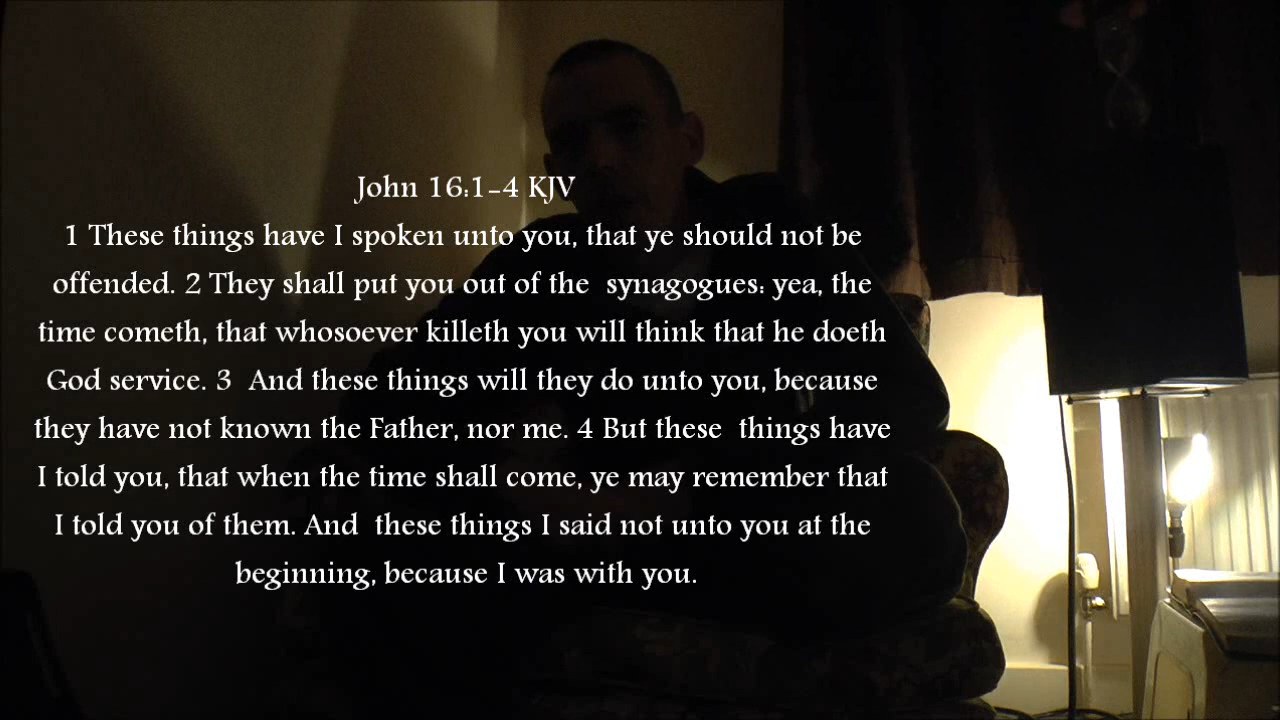 John 16:1-4 KJV
1 These things have I spoken unto you, that ye should not be
offended. 2 They shall put you out of the  synagogues: yea, the
time cometh, that whosoever killeth you will think that he doeth
God service. 3  And these things will they do unto you, because
they have not known the Father, nor me. 4 But these  things have
I told you, that when the time shall come, ye may remember that
I told you of them. And  these things I said not unto you at the
beginning, because I was with you.